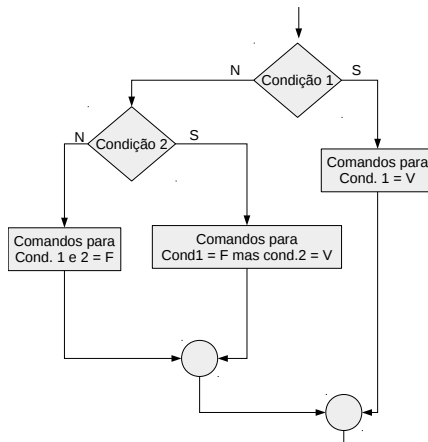 N
Condição 1
S
N
Condição 2
S
Comandos para
Cond. 1 = V
Comandos para
Cond. 1 e 2 = F
Comandos para
Cond1 = F mas cond.2 = V